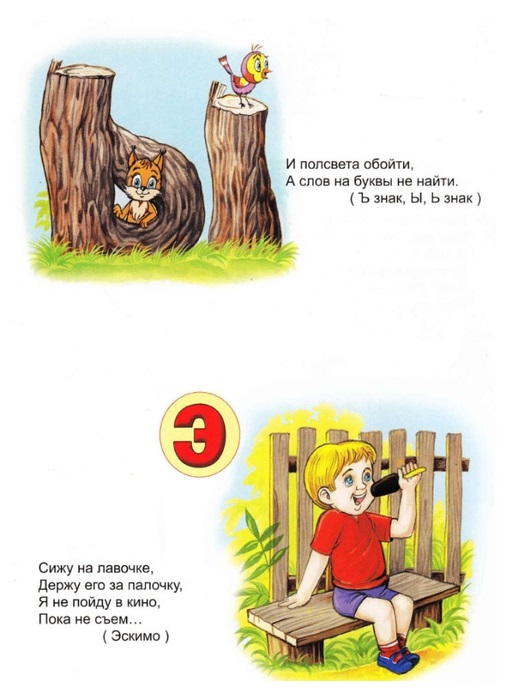 И полсвета обойти,
А слов на буквы не найти.
( Ъ знак, Ы, Ь знак )
Э
Сижу на лавочке,
Держу его за палочку,
Я не пойду в кино,
Пока не съем...
( Эскимо )